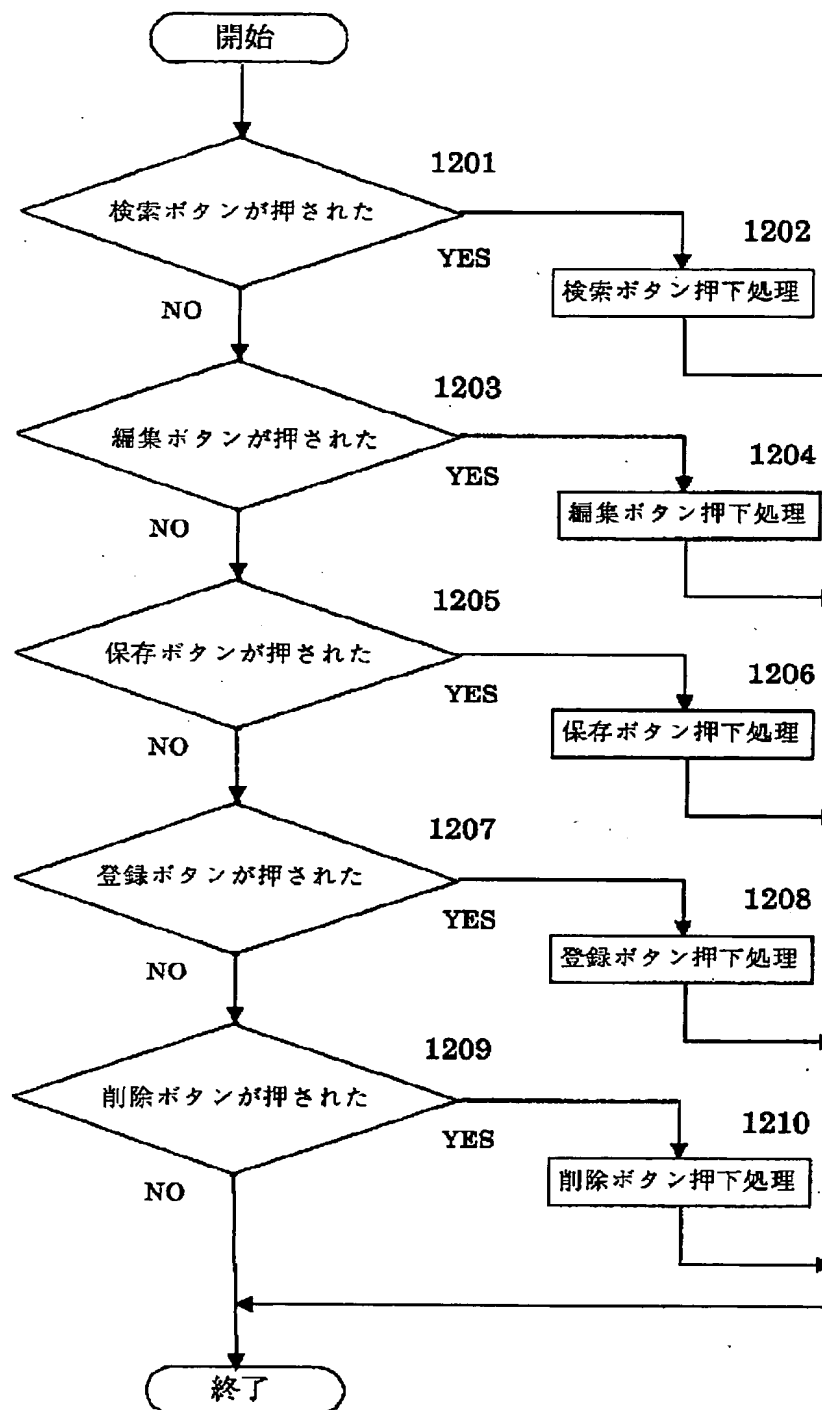 開始
1201
検索ボタンが押された
YES
1202
検索ボタン押下処理
NO
1203
編集ボタンが押された
YES
1204
編集ボタン押下処理
NO
1205
保存ボタンが押された
YES
1206
保存ボタン押下処理
NO
1207
登録ボタンが押された
YES
1208
登録ボタン押下処理
NO
1209
削除ボタンが押された
YES
1210
削除ボタン押下処理
NO
終了